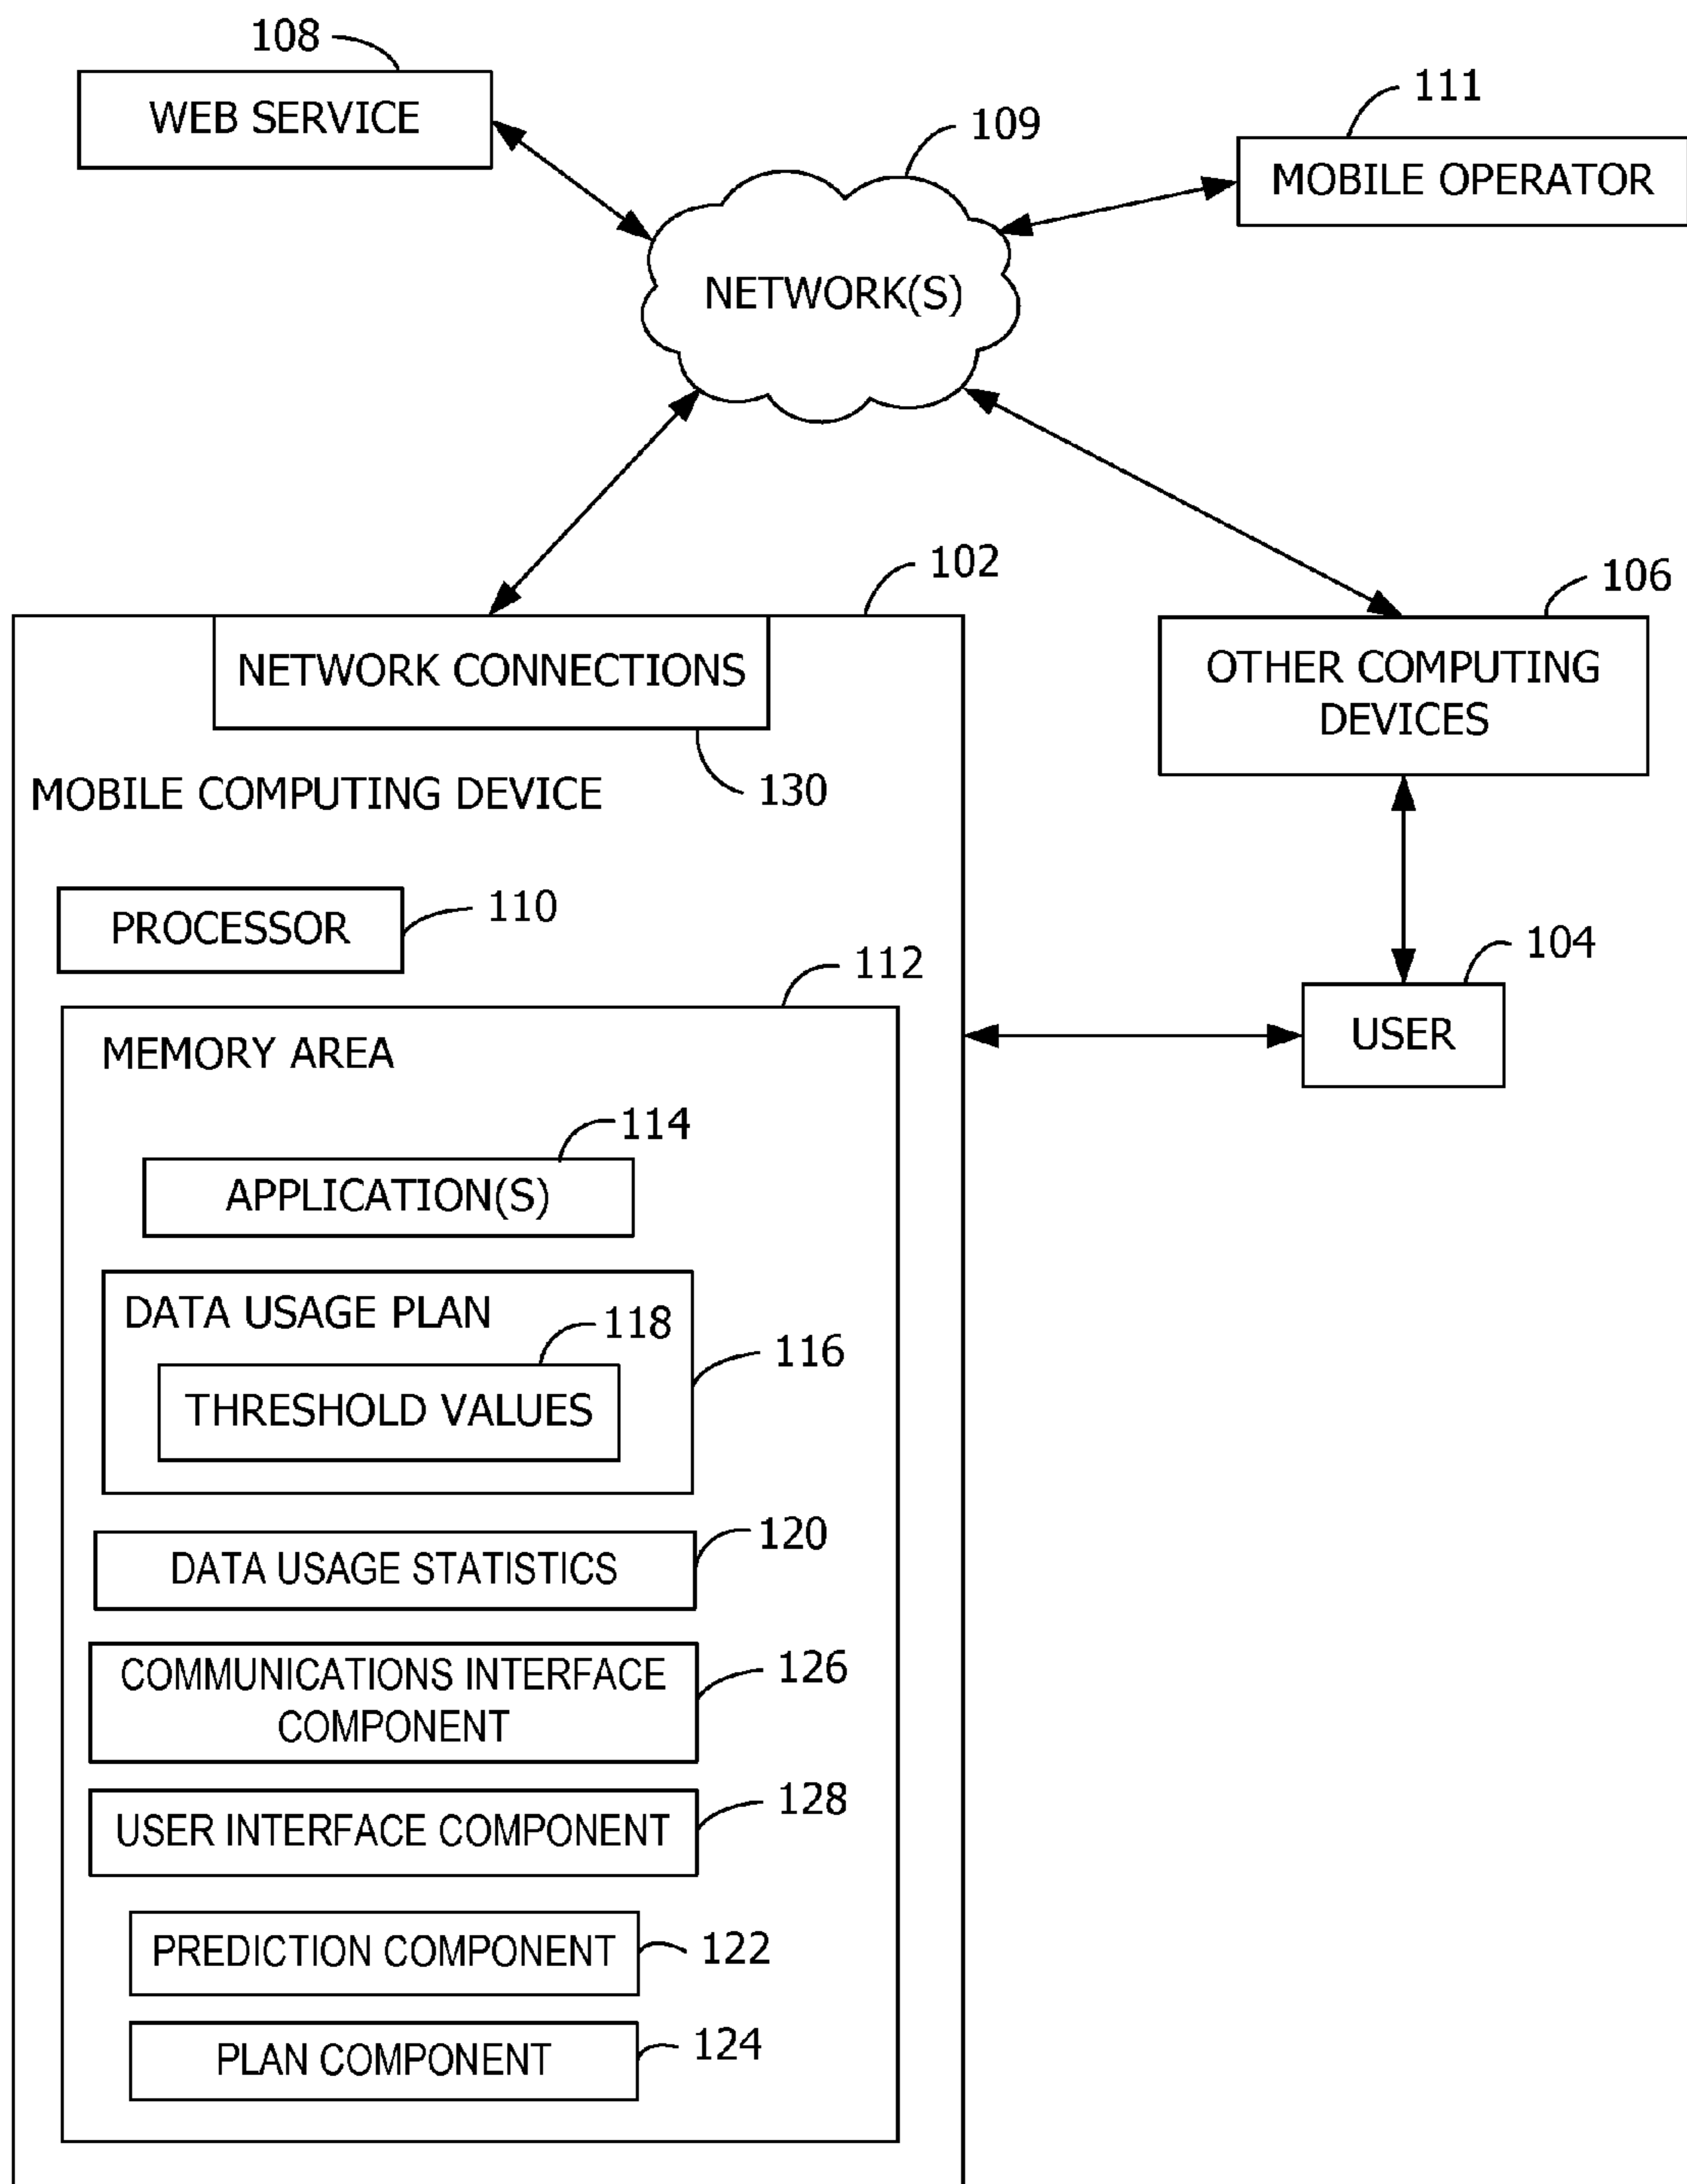 108
WEB SERVICE
111
MOBILE OPERATOR
109
NETWORK(S)
102
NETWORK CONNECTIONS
130
MOBILE COMPUTING DEVICE
106
OTHER COMPUTING
DEVICES
PROCESSOR
110
104
USER
112
MEMORY AREA
114
APPLICATION(S)
DATA USAGE PLAN
118
116
THRESHOLD VALUES
120
DATA USAGE STATISTICS
COMMUNICATIONS INTERFACE
COMPONENT
126
USER INTERFACE COMPONENT
128
PREDICTION COMPONENT
122
PLAN COMPONENT
124